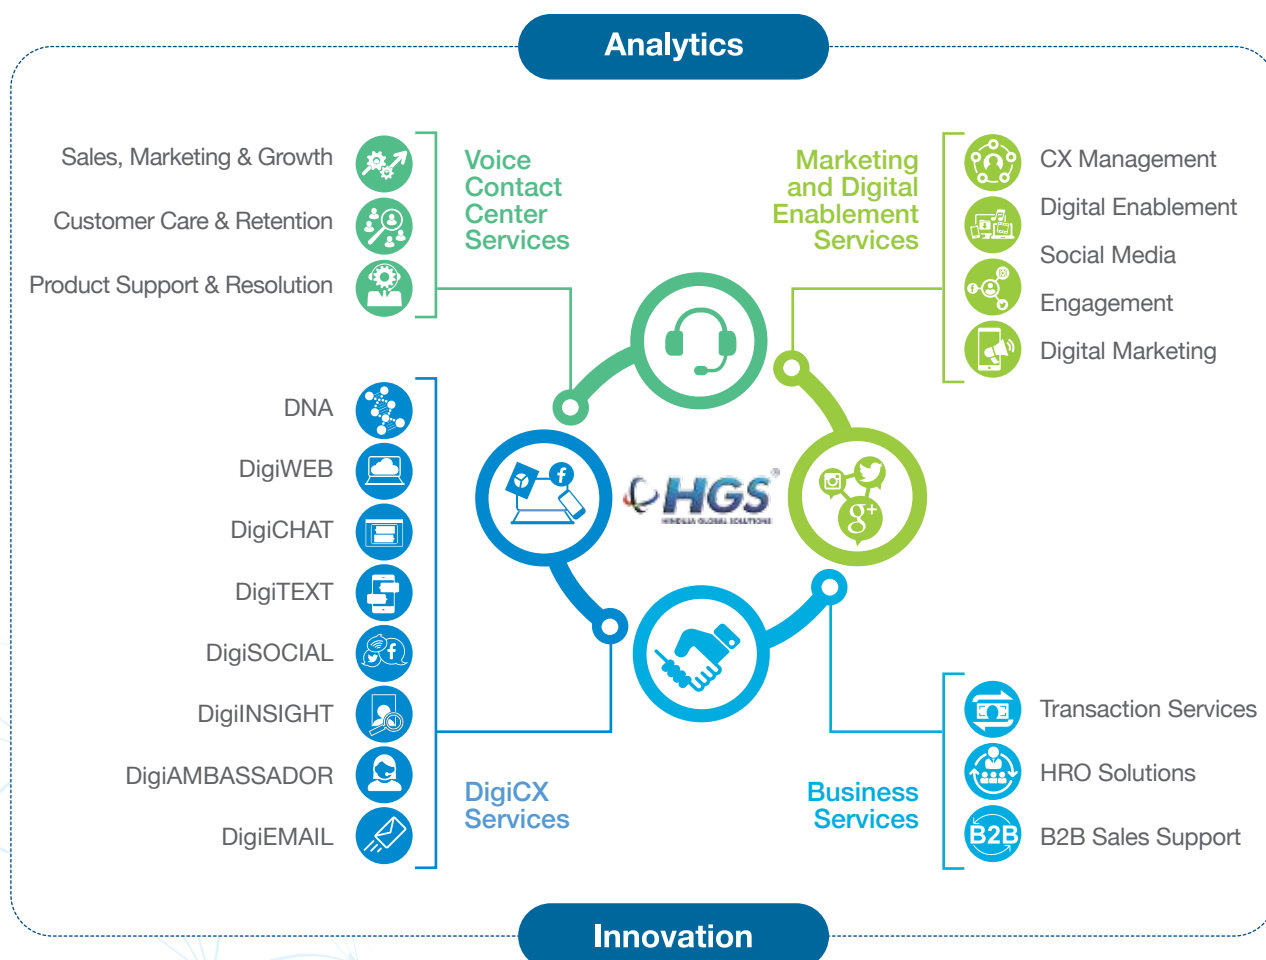 Analytics
Sales, Marketing & Growth
Customer Care & Retention
Product Support & Resolution
Voice
Contact
Center
Services
Marketing
and Digital
Enablement
Services
CX Management
Digital Enablement
Social Media
Engagement
Digital Marketing
DNA
DigiWEB
DigiCHAT
DigiTEXT
DigiSOCIAL
DigiINSIGHT
DigiAMBASSADOR
DigiEMAIL
g+
HGS®
GLOBAL SOLUTIONS
DigiCX
Services
Business
Services
Transaction Services
HRO Solutions
B2B
B2B Sales Support
Innovation